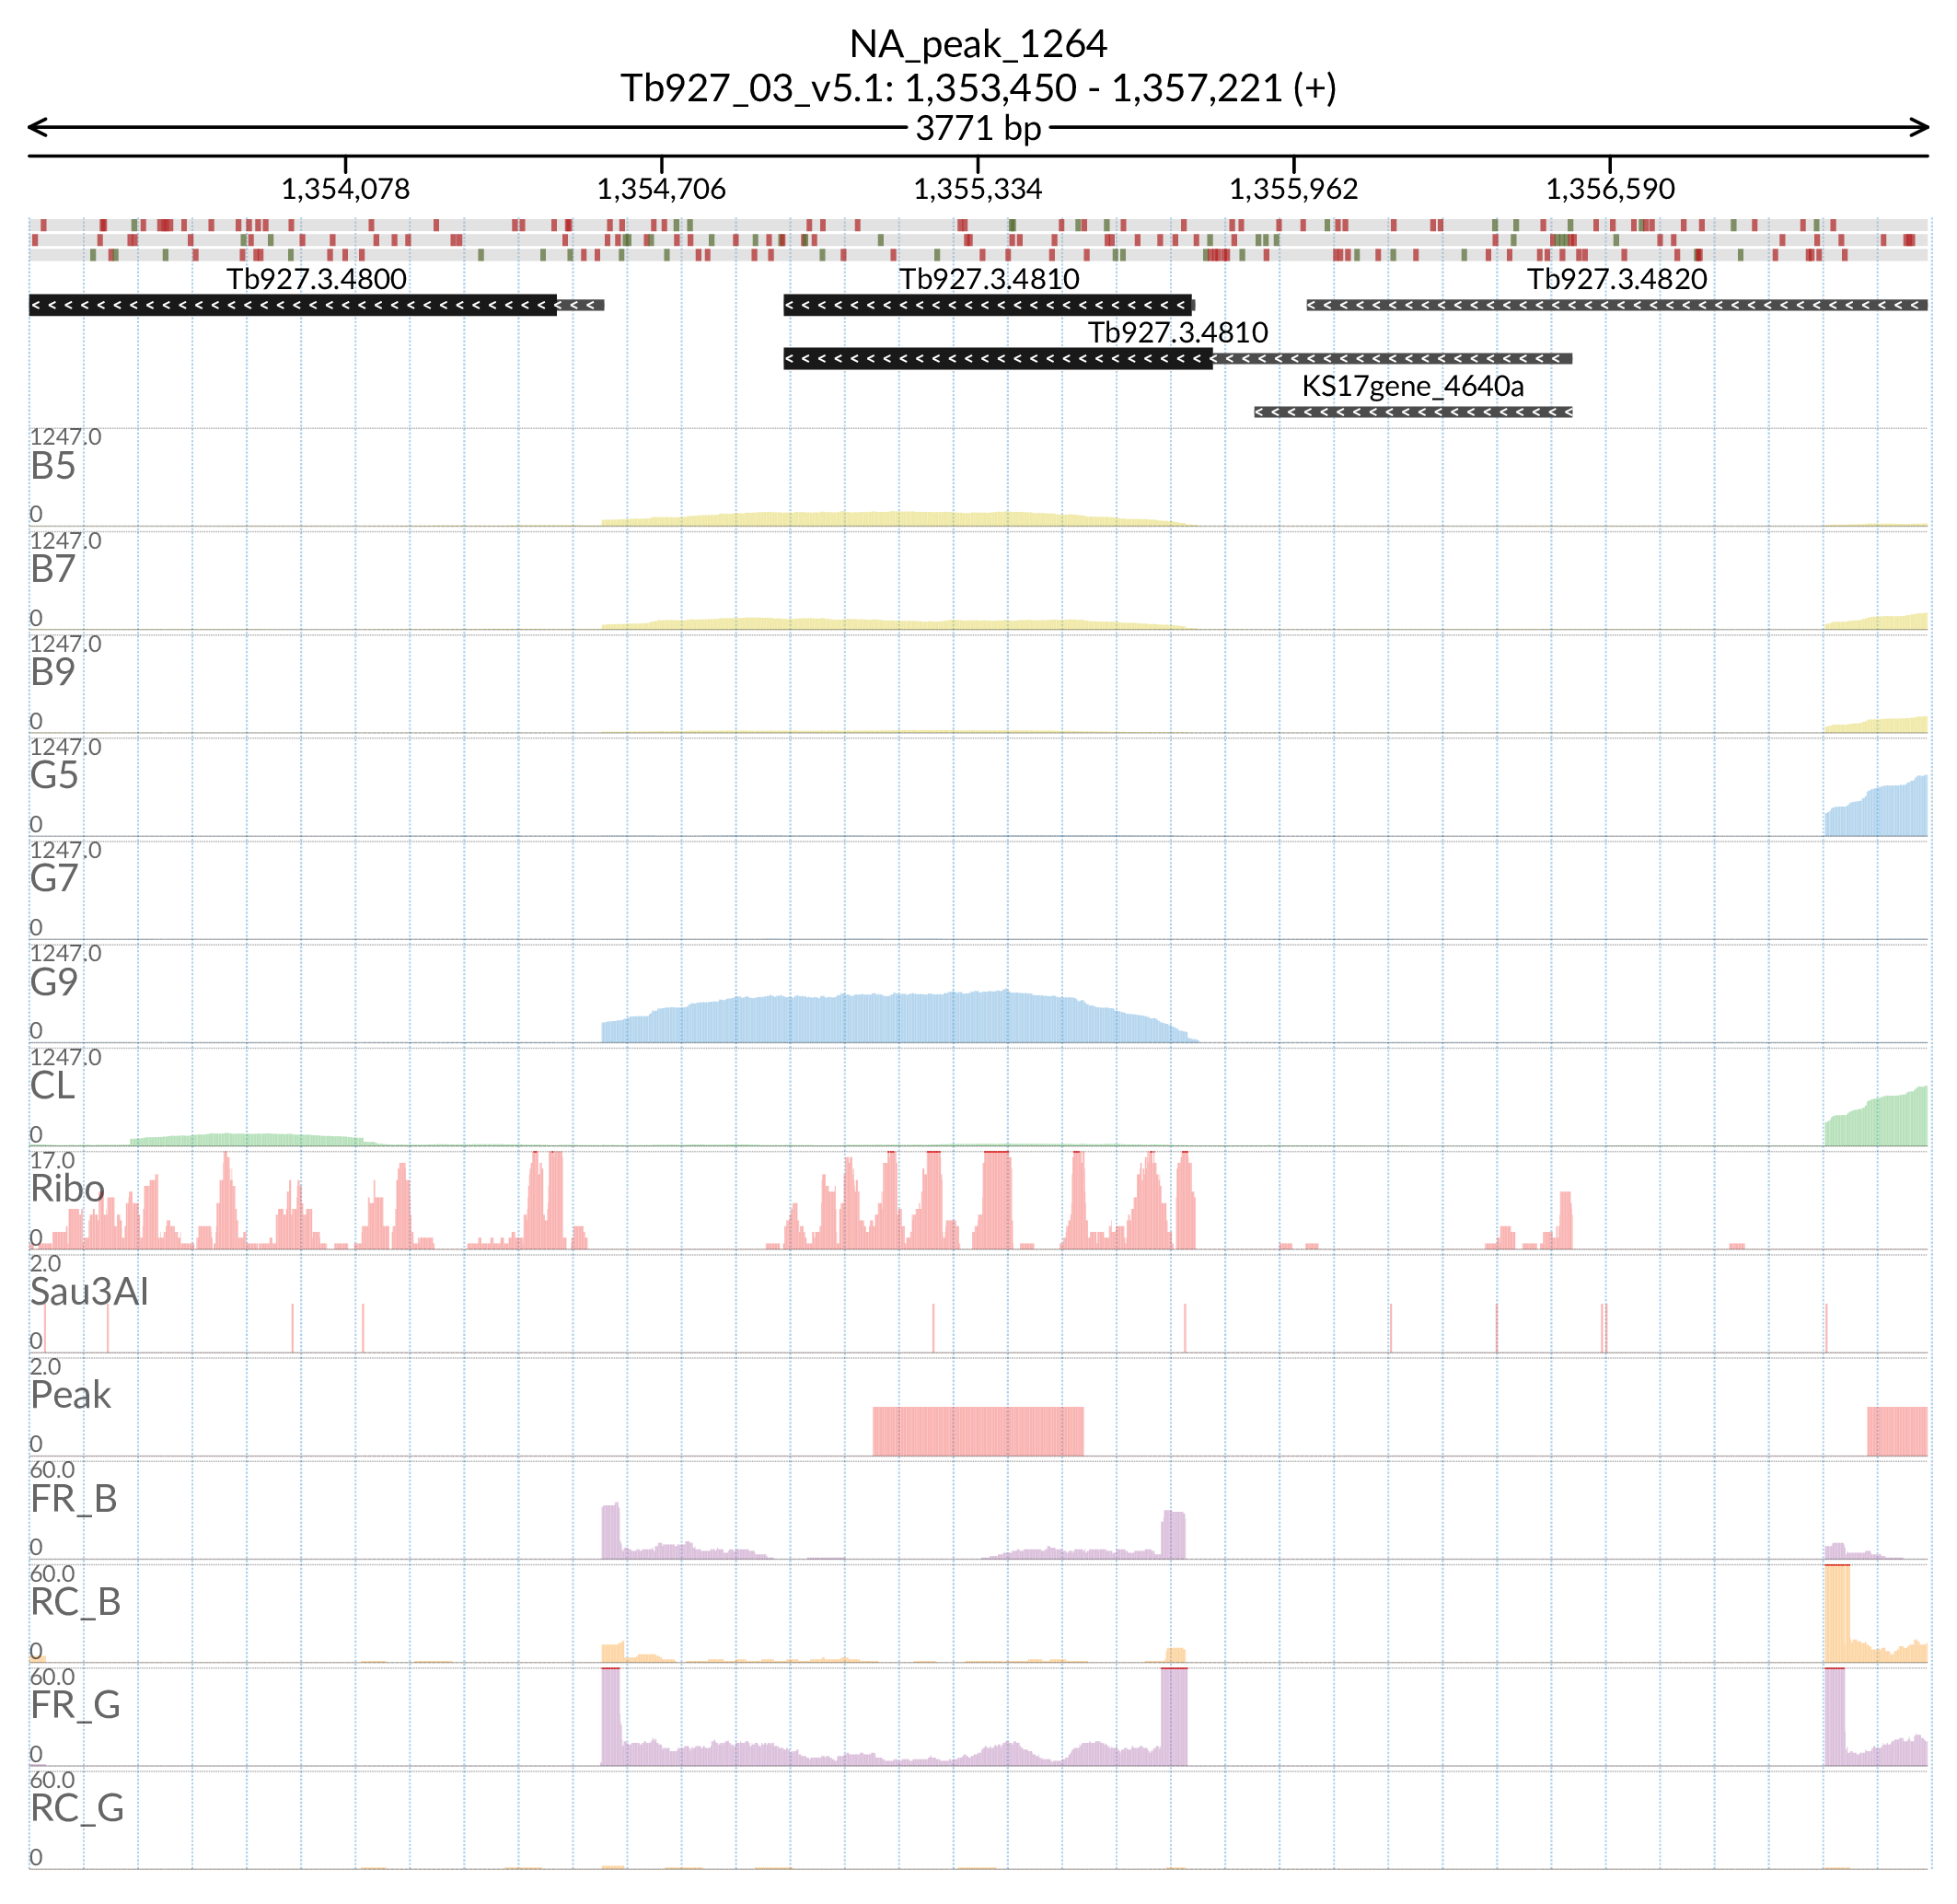 NA_peak_1264
Tb927_03_v5.1: 1,353,450 - 1,357,221 (+)
3771 bp
1,354,078 1,354,706 1,355,334 1,355,962 1,356,590
Tb927.3.4800 Tb927.3.4810 Tb927.3.4820
Tb927.3.4810
KS17gene_4640a
1247.0
B5
0
1247.0
B7
0
1247.0
B9
0
1247.0
G5
0
1247.0
G7
0
1247.0
G9
0
1247.0
CL
0
17.0
Ribo
0
2.0
Sau3AI
0
2.0
Peak
0
60.0
FR_B
0
60.0
RC_B
0
60.0
FR_G
0
60.0
RC_G
0